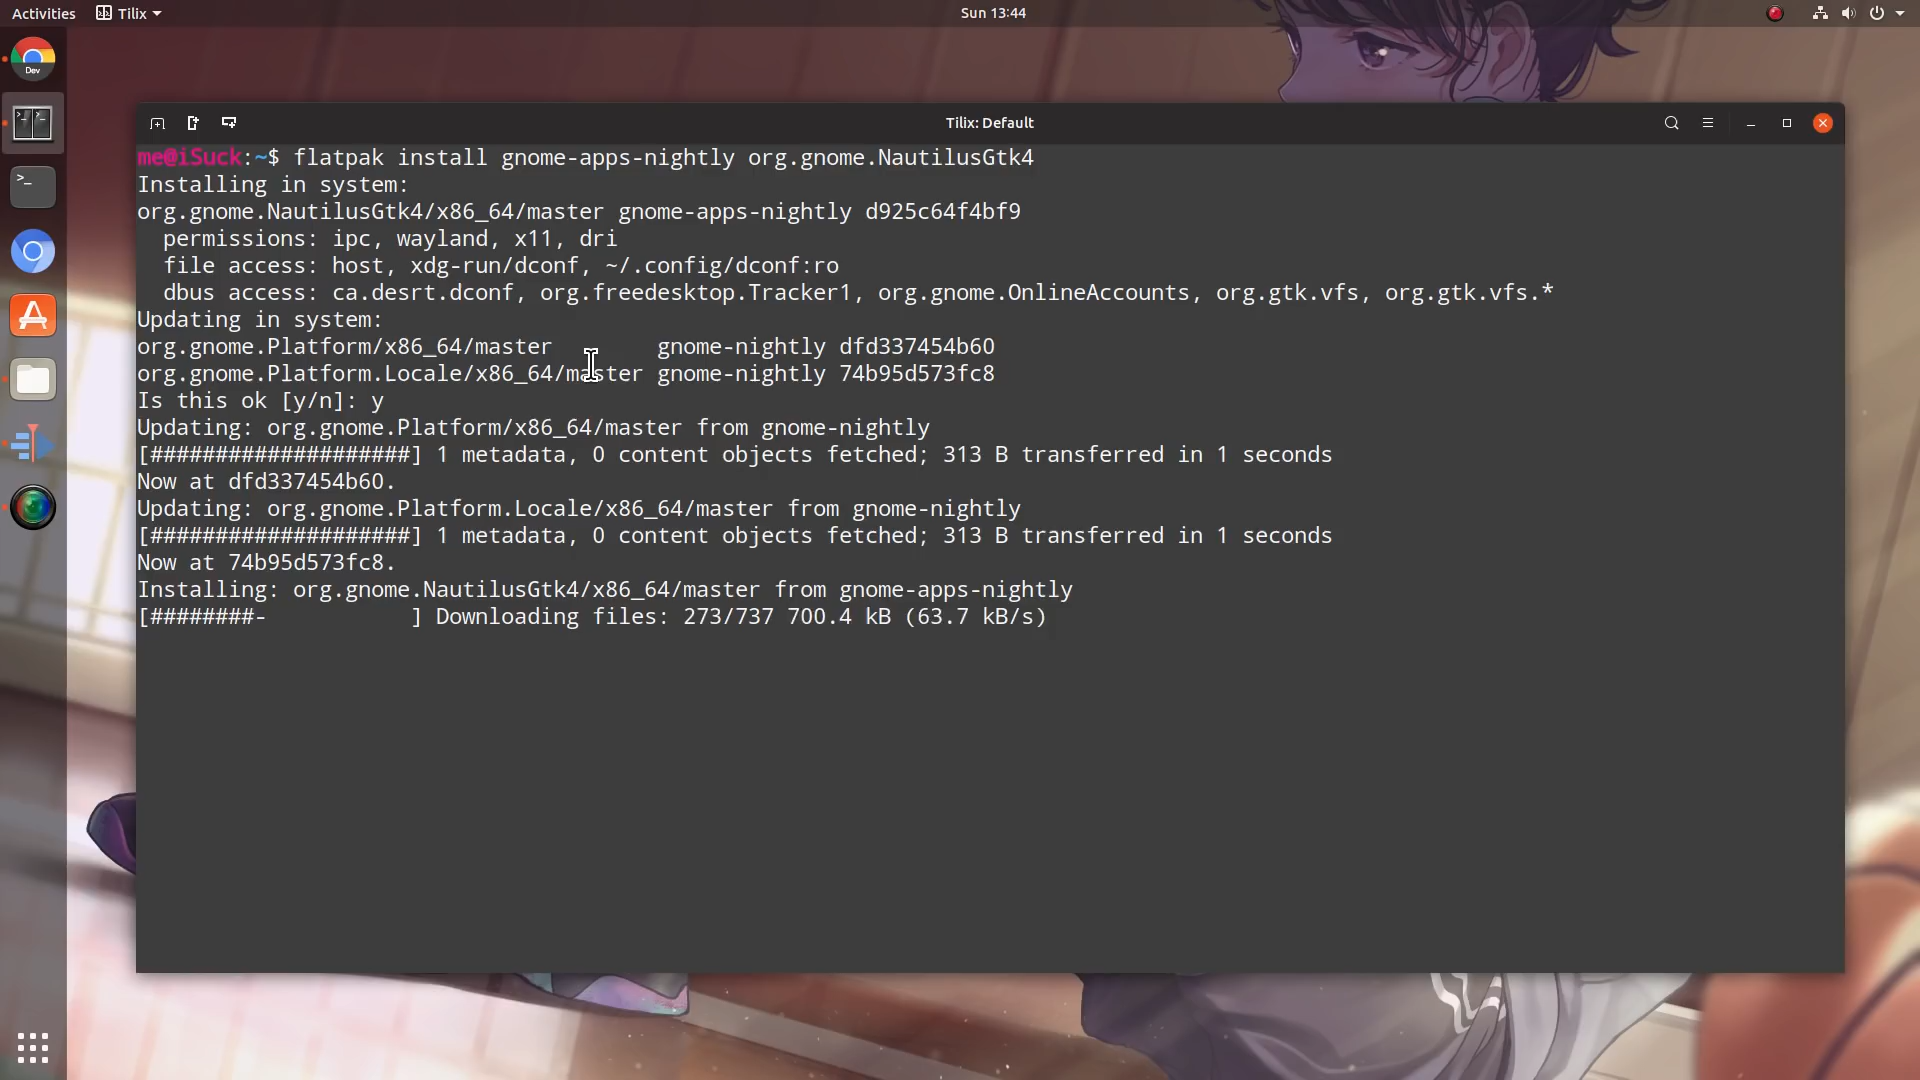 Activities
Tilix
Sun 13:44
Dev
Tilix: Default
me@iSuck:~$ flatpak install gnome-apps-nightly org.gnome.NautilusGtk4
Installing in system:
org.gnome.NautilusGtk4/x86_64/master gnome-apps-nightly d925c64f4bf9
  permissions: ipc, wayland, x11, dri
  file access: host, xdg-run/dconf, ~/.config/dconf:ro
  dbus access: ca.desrt.dconf, org.freedesktop.Tracker1, org.gnome.OnlineAccounts, org.gtk.vfs, org.gtk.vfs.*
Updating in system:
org.gnome.Platform/x86_64/master        gnome-nightly dfd337454b60
org.gnome.Platform.Locale/x86_64/master gnome-nightly 74b95d573fc8
Is this ok [y/n]: y
Updating: org.gnome.Platform/x86_64/master from gnome-nightly
[####################] 1 metadata, 0 content objects fetched; 313 B transferred in 1 seconds
Now at dfd337454b60.
Updating: org.gnome.Platform.Locale/x86_64/master from gnome-nightly
[####################] 1 metadata, 0 content objects fetched; 313 B transferred in 1 seconds
Now at 74b95d573fc8.
Installing: org.gnome.NautilusGtk4/x86_64/master from gnome-apps-nightly
[########-           ] Downloading files: 273/737 700.4 kB (63.7 kB/s)